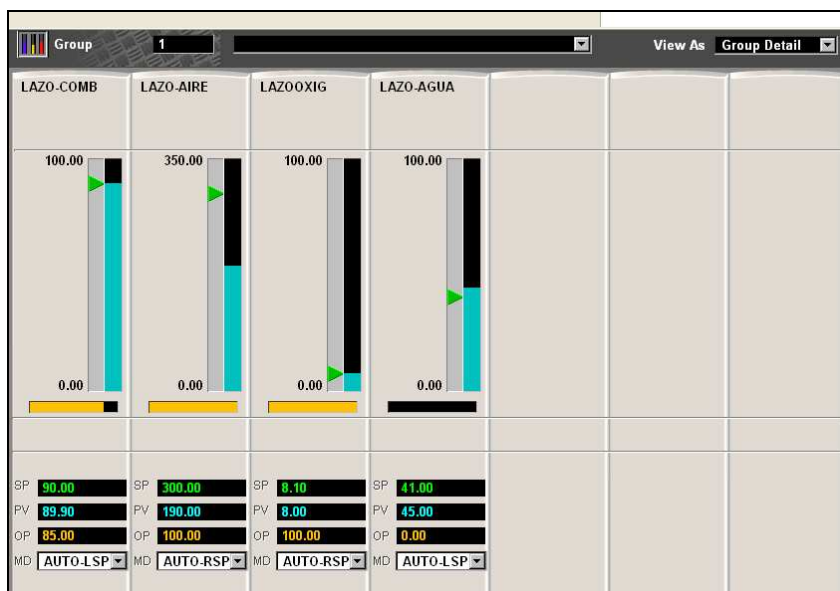 Group 1 View As Group Detail
LAZO-COMB LAZO-AIRE LAZOOXIG LAZO-AGUA
100.00 350.00 100.00 100.00
0.00 0.00 0.00 0.00
SP 90.00 SP 300.00 SP 8.10 SP 41.00
PV 89.90 PV 190.00 PV 8.00 PV 45.00
OP 85.00 OP 100.00 OP 100.00 OP 0.00
MD AUTO-LSP MD AUTO-RSP MD AUTO-RSP MD AUTO-LSP